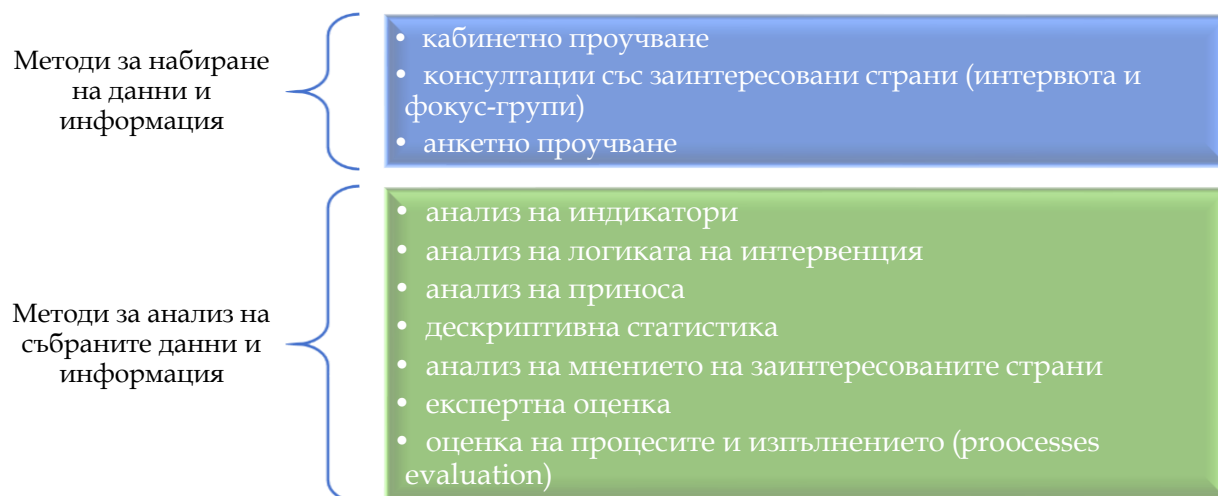 Методи за набиране
на данни и
информация
• кабинетно проучване
• консултации със заинтересовани страни (интервюта и
фокус-групи)
• анкетно проучване
Методи за анализ на
събраните данни и
информация
• анализ на индикатори
• анализ на логиката на интервенция
• анализ на приноса
• дескриптивна статистика
• анализ на мнението на заинтересованите страни
• експертна оценка
• оценка на процесите и изпълнението (proocesses
evaluation)